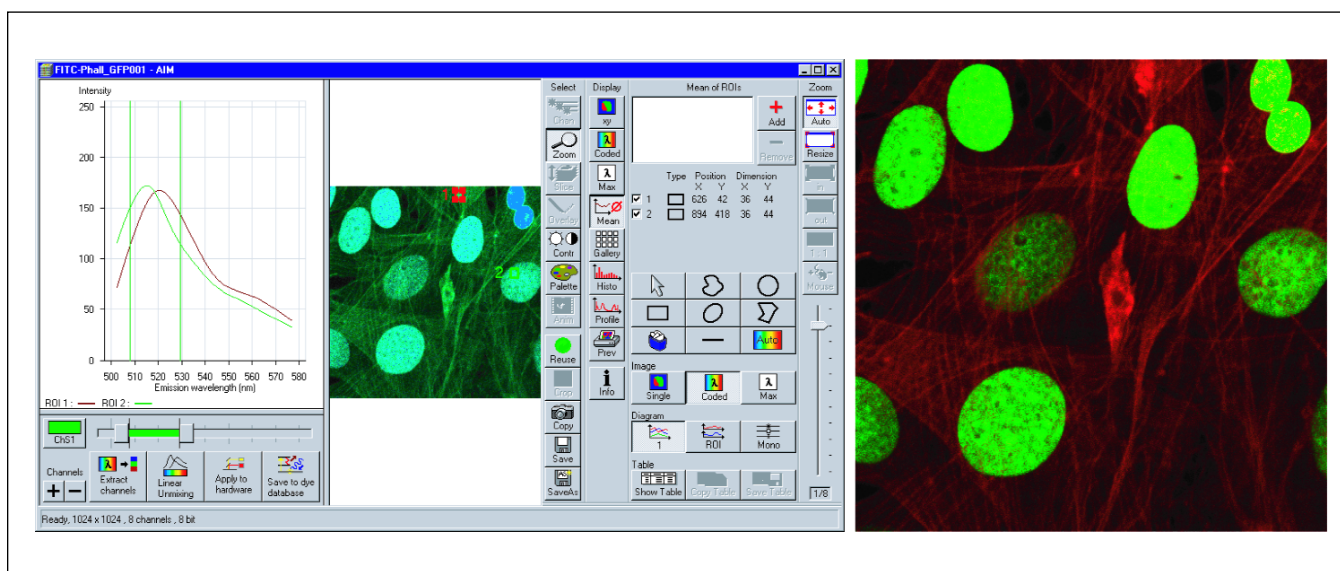 FITC-Phall_GFP001 - AIM
Intensity
250
200
150
100
50
0
500 510 520 530 540 550 560 570 580
Emission wavelength (nm)
ROI 1 : ROI 2 :
ChS1
Channels
Extract channels
Linear Unmixing
Apply to hardware
Save to dye database
Ready, 1024 x 1024 , 8 channels , 8 bit
1
2
Select
Chan
Zoom
Slice
Overlay
Contr
Palette
Anim
Reuse
Crop
Copy
Save
SaveAs
Display
xy
Coded
Max
Mean
Gallery
Histo
Profile
Prev
Info
Mean of ROIs
Add
Remove
Type Position Dimension
X Y X Y
1 626 42 36 44
2 894 418 36 44
Auto
Image
Single Coded Max
Diagram
1 ROI Mono
Table
Show Table Copy Table Save Table
Zoom
Auto
Resize
in
out
1 : 1
Mouse
1/8